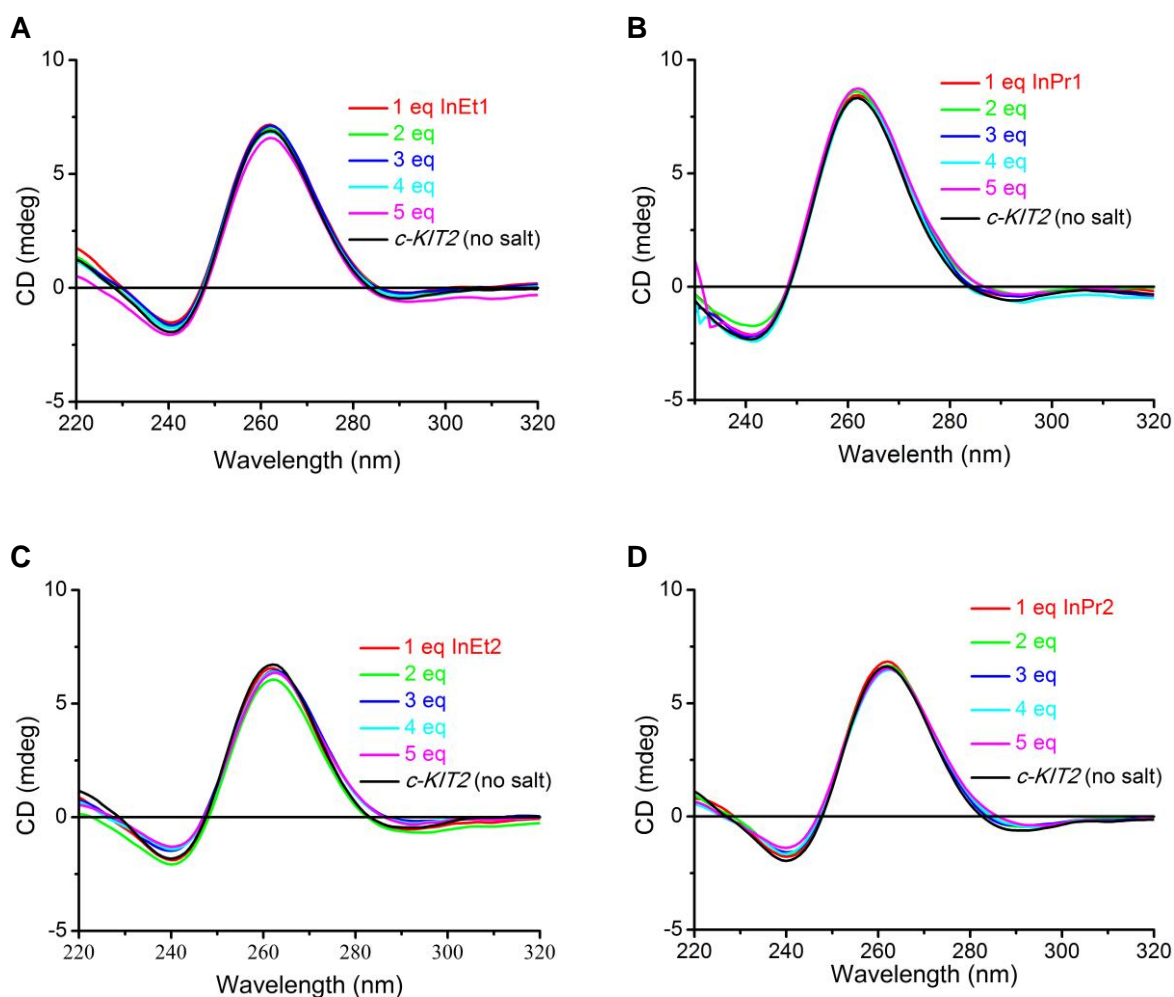 A
10
5
0
-5
CD (mdeg)
1 eq InEt1
2 eq
3 eq
4 eq
5 eq
c-KIT2 (no salt)
220 240 260 280 300 320
Wavelength (nm)
B
10
5
0
-5
CD (mdeg)
1 eq InPr1
2 eq
3 eq
4 eq
5 eq
c-KIT2 (no salt)
240 260 280 300 320
Wavelenth (nm)
C
10
5
0
-5
CD (mdeg)
1 eq InEt2
2 eq
3 eq
4 eq
5 eq
c-KIT2 (no salt)
220 240 260 280 300 320
Wavelength (nm)
D
10
5
0
-5
CD (mdeg)
1 eq InPr2
2 eq
3 eq
4 eq
5 eq
c-KIT2 (no salt)
220 240 260 280 300 320
Wavelength (nm)